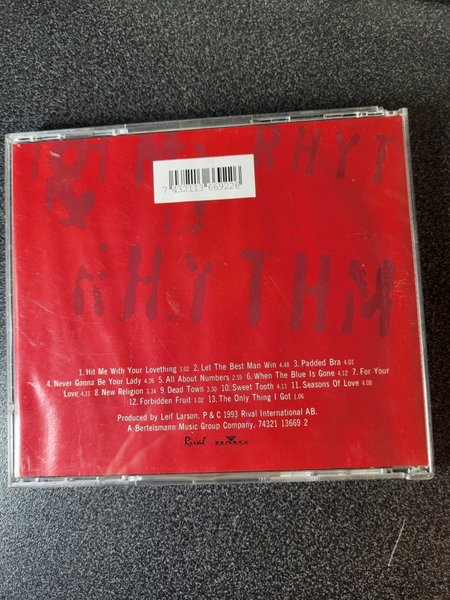 RHYT
IS
RHYTHM
7 432113 669226
1. Hit Me With Your Lovething 3.02 2. Let The Best Man Win 4.48 3. Padded Bra 4.01
4. Never Gonna Be Your Lady 4.26 5. All About Numbers 2.59 6. When The Blue Is Gone 4.12 7. For Your
Love 4.11 8. New Religion 3.34 9. Dead Town 3.50 10. Sweet Tooth 4.13 11. Seasons Of Love 4.08
12. Forbidden Fruit 3.02 13. The Only Thing I Got 1.06
Produced by Leif Larson. P & C 1993 Rival International AB.
A Bertelsmann Music Group Company. 74321 13669 2
Rival BMG